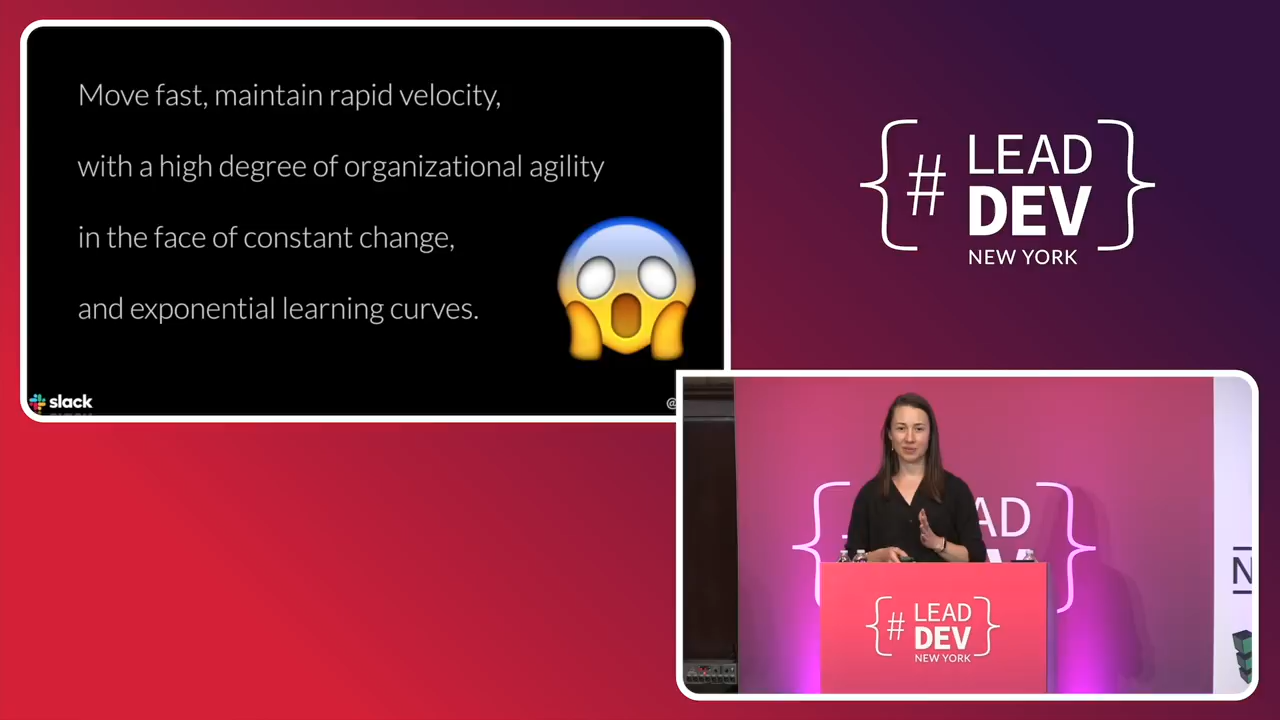 Move fast, maintain rapid velocity,
with a high degree of organizational agility
in the face of constant change,
and exponential learning curves.
slack
@
{# LEAD
DEV
NEW YORK}
AD
{# LEAD
DEV
NEW YORK}
N